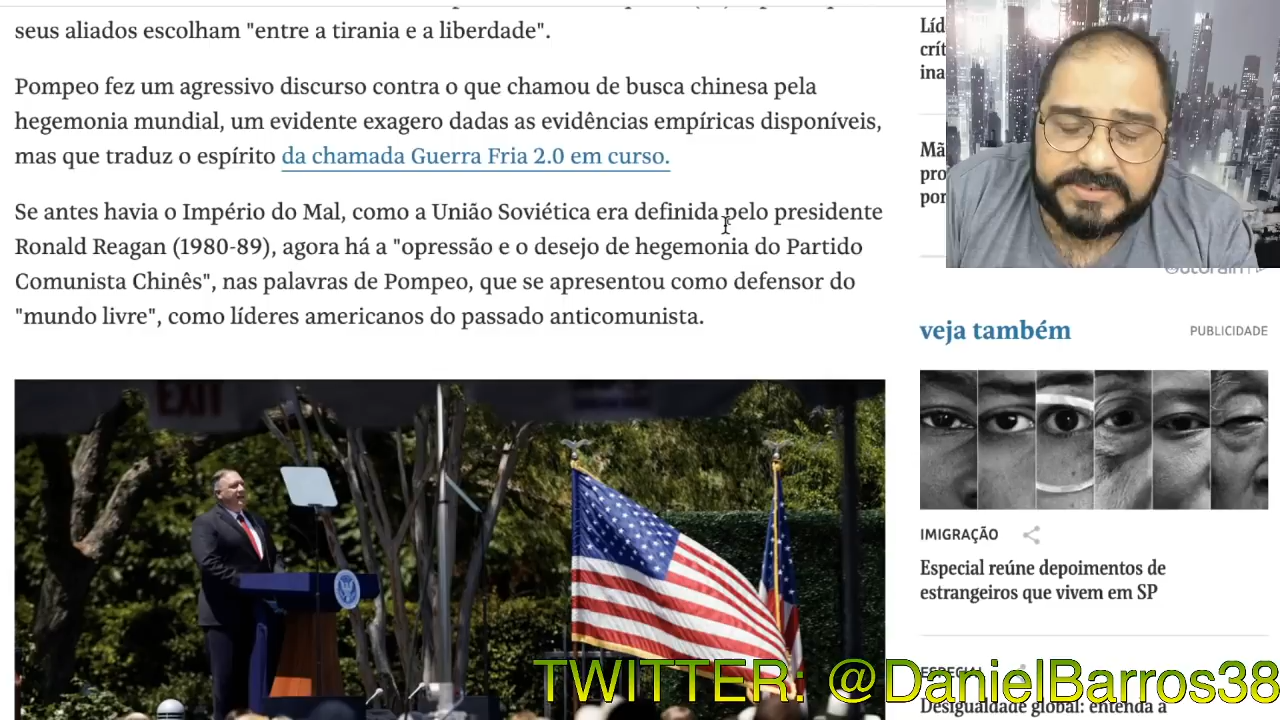 seus aliados escolham "entre a tirania e a liberdade".
Pompeo fez um agressivo discurso contra o que chamou de busca chinesa pela
hegemonia mundial, um evidente exagero dadas as evidências empíricas disponíveis,
mas que traduz o espírito da chamada Guerra Fria 2.0 em curso.
Se antes havia o Império do Mal, como a União Soviética era definida pelo presidente
Ronald Reagan (1980-89), agora há a "opressão e o desejo de hegemonia do Partido
Comunista Chinês", nas palavras de Pompeo, que se apresentou como defensor do
"mundo livre", como líderes americanos do passado anticomunista.
EXIT
veja também
PUBLICIDADE
IMIGRAÇÃO
Especial reúne depoimentos de
estrangeiros que vivem em SP
ESPECIAL
Desigualdade global: entenda a
TWITTER: @DanielBarros38